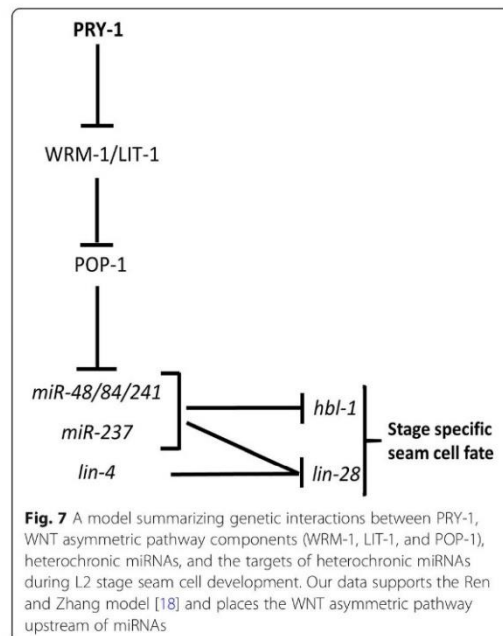 PRY-1
WRM-1/LIT-1
POP-1
miR-48/84/241
miR-237
lin-4
hbl-1
lin-28
Stage specific
seam cell fate
Fig. 7 A model summarizing genetic interactions between PRY-1,
WNT asymmetric pathway components (WRM-1, LIT-1, and POP-1),
heterochronic miRNAs, and the targets of heterochronic miRNAs
during L2 stage seam cell development. Our data supports the Ren
and Zhang model [18] and places the WNT asymmetric pathway
upstream of miRNAs